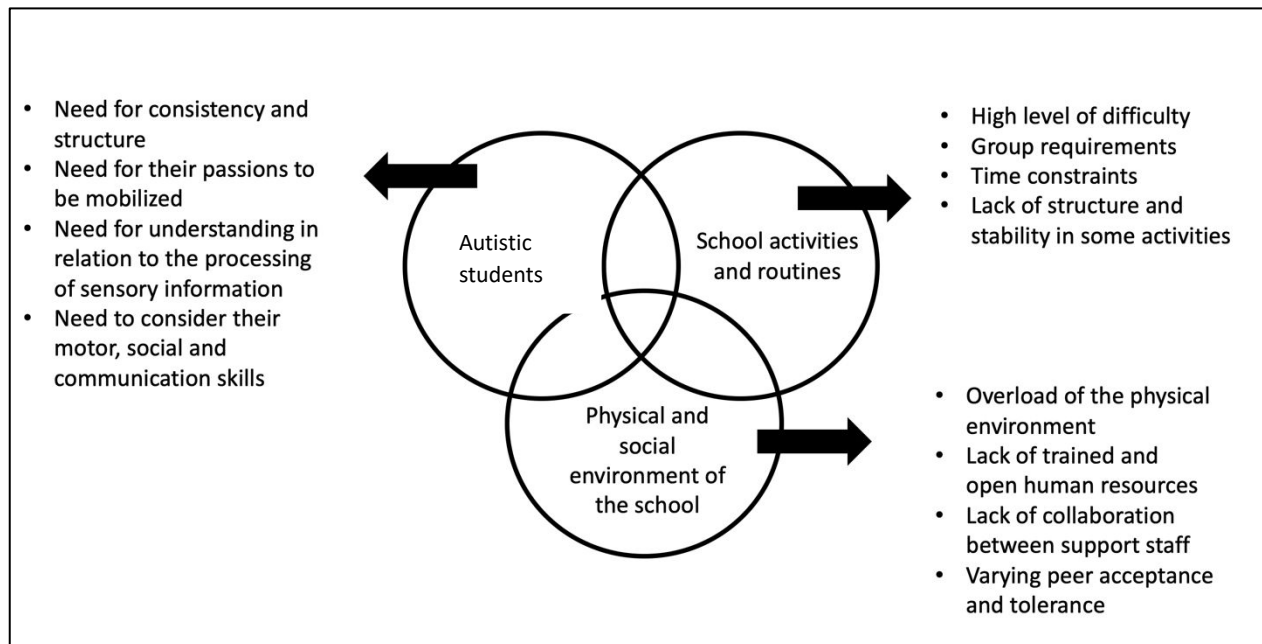 • Need for consistency and
structure
• Need for their passions to
be mobilized
• Need for understanding in
relation to the processing
of sensory information
• Need to consider their
motor, social and
communication skills
Autistic
students
School activities
and routines
Physical and
social
environment of
the school
• High level of difficulty
• Group requirements
• Time constraints
• Lack of structure and
stability in some activities
• Overload of the physical
environment
• Lack of trained and
open human resources
• Lack of collaboration
between support staff
• Varying peer acceptance
and tolerance